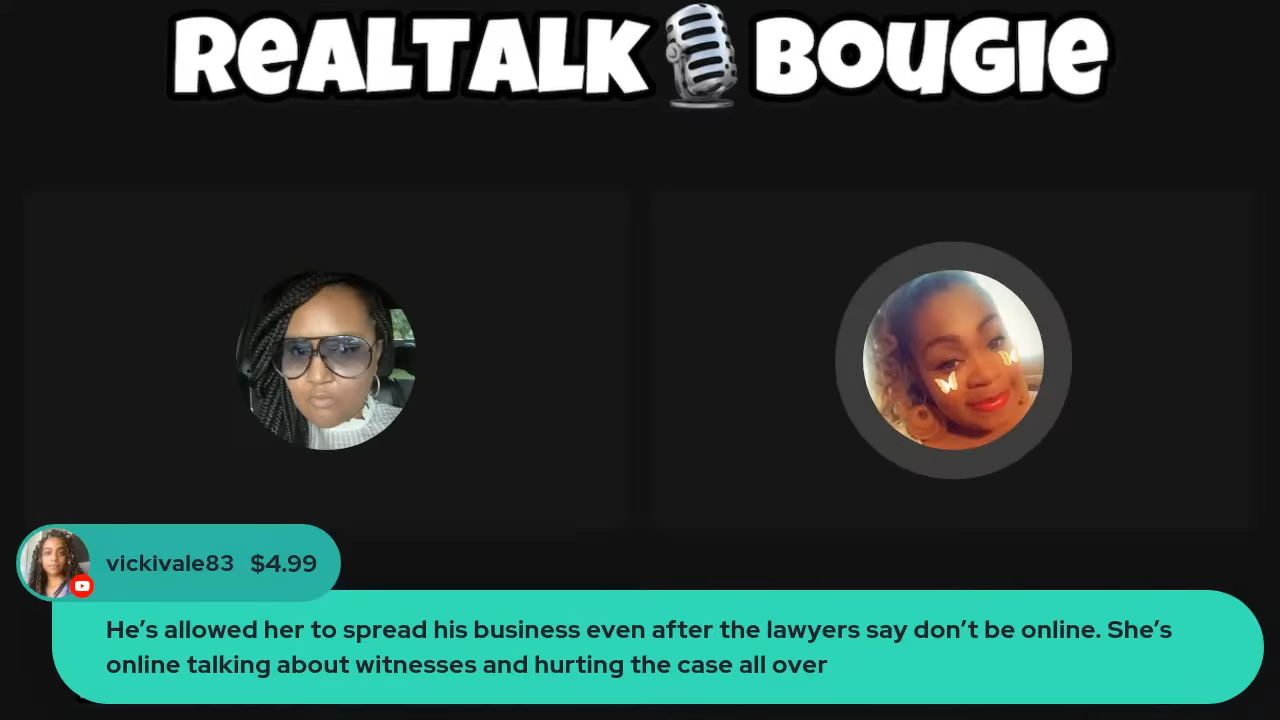 REALTALK BOUGIE
vickivale83 $4.99
He’s allowed her to spread his business even after the lawyers say don’t be online. She’s
online talking about witnesses and hurting the case all over